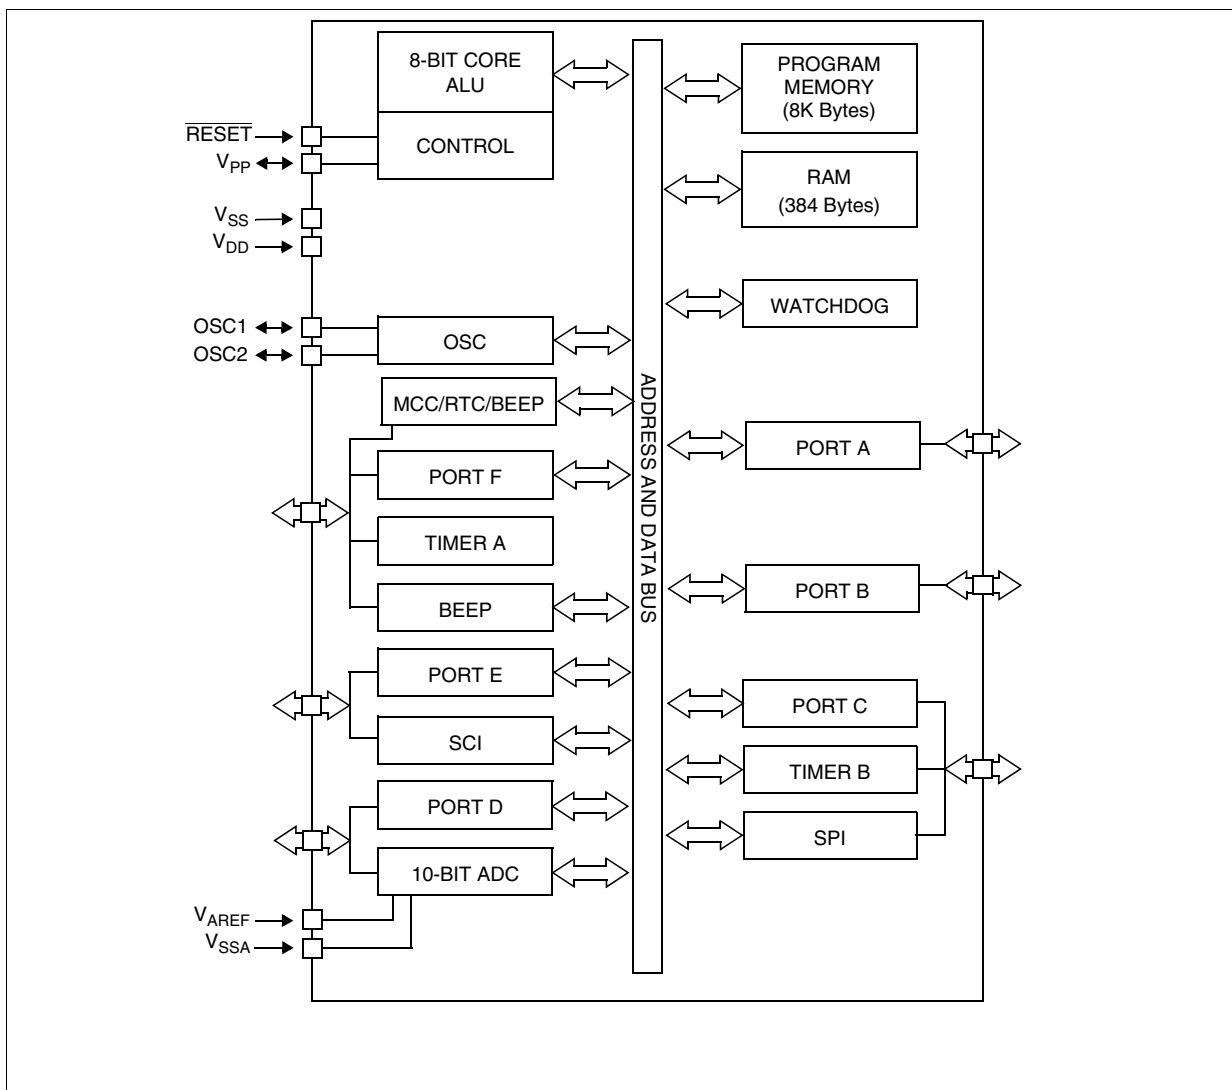 8-BIT CORE
ALU
CONTROL
RESET
VPP
VSS
VDD
OSC1
OSC2
OSC
MCC/RTC/BEEP
PORT F
TIMER A
BEEP
PORT E
SCI
PORT D
10-BIT ADC
VAREF
VSSA
ADDRESS AND DATA BUS
PROGRAM
MEMORY
(8K Bytes)
RAM
(384 Bytes)
WATCHDOG
PORT A
PORT B
PORT C
TIMER B
SPI